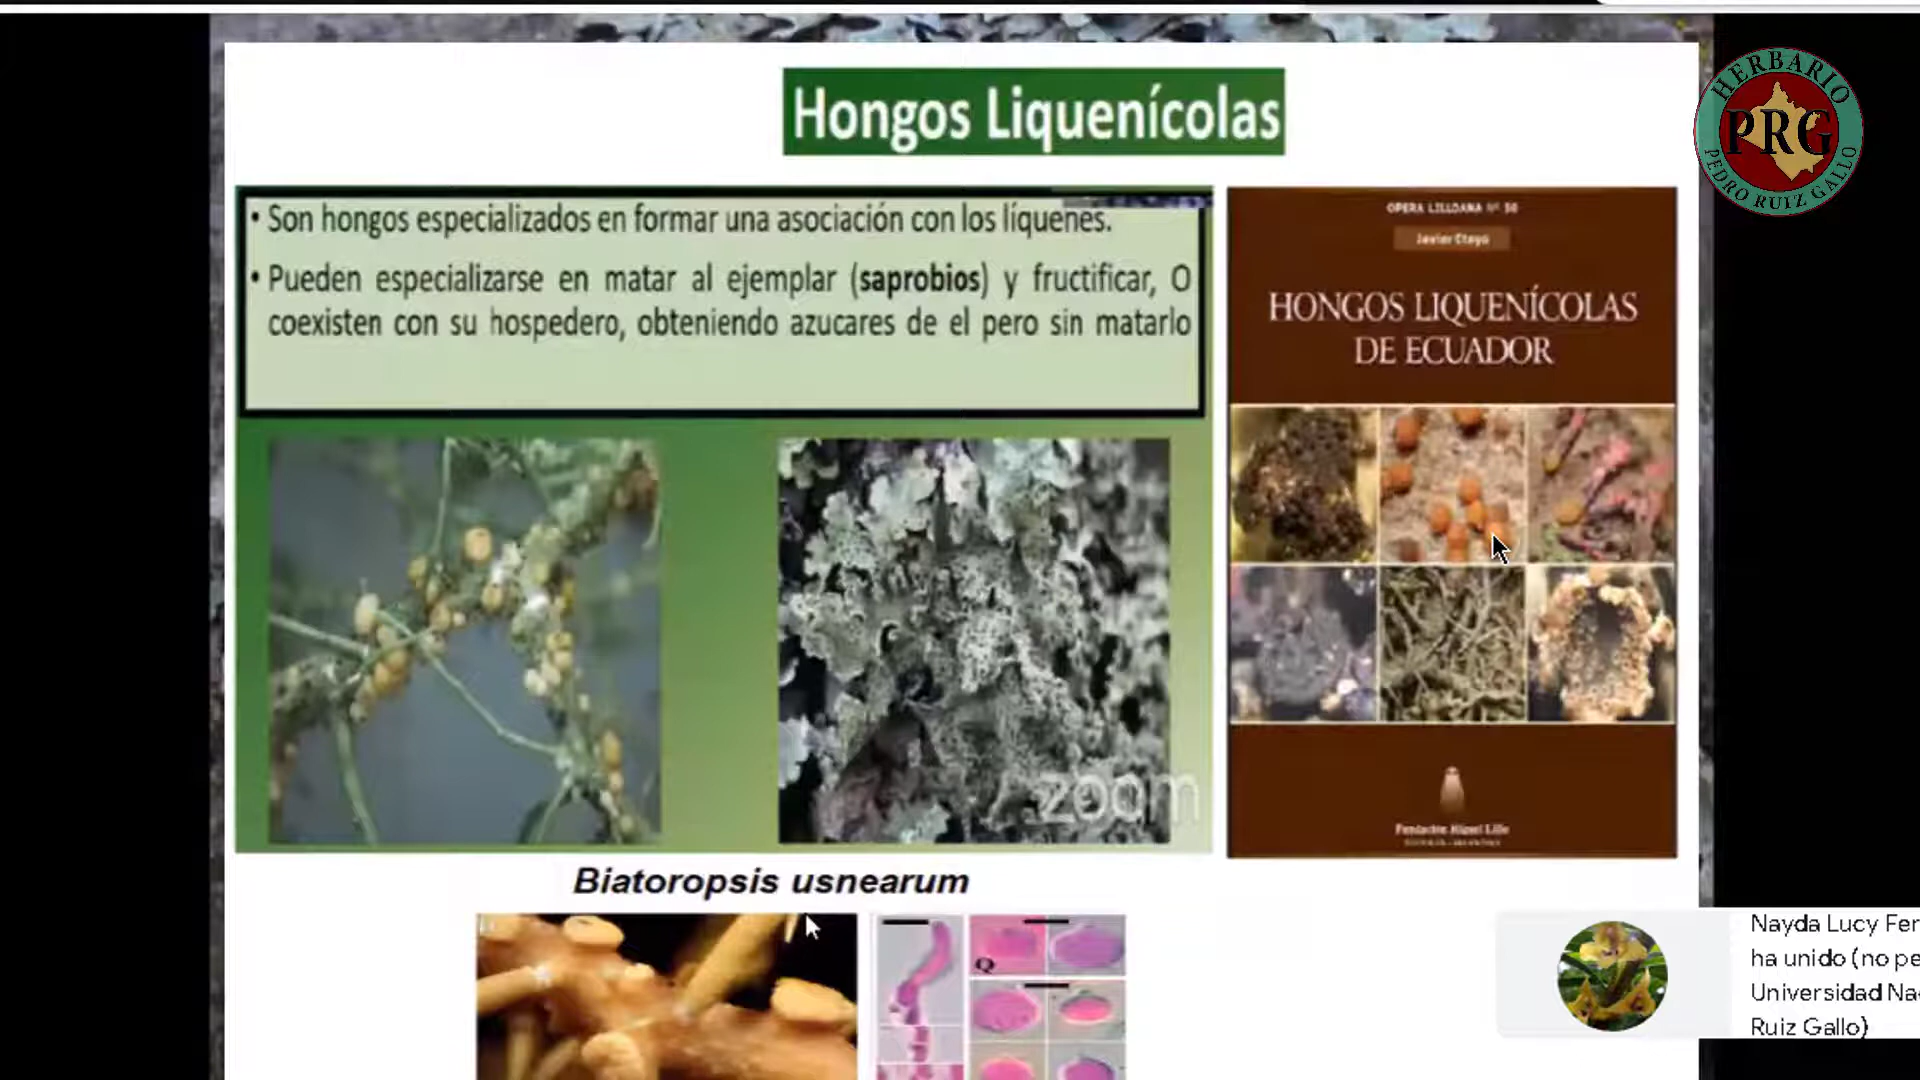 Hongos Liquenícolas
HERBARIO
PRG
PEDRO RUIZ GALLO
• Son hongos especializados en formar una asociación con los líquenes.
• Pueden especializarse en matar al ejemplar (saprobios) y fructificar, O
coexisten con su hospedero, obteniendo azucares de el pero sin matarlo
OPERA LILLOANA Nº 50
Javier Etayo
HONGOS LIQUENÍCOLAS
DE ECUADOR
zoom
Fundación Miguel Lillo
Biatoropsis usnearum
Q
Nayda Lucy Fer
ha unido (no pe
Universidad Na
Ruiz Gallo)